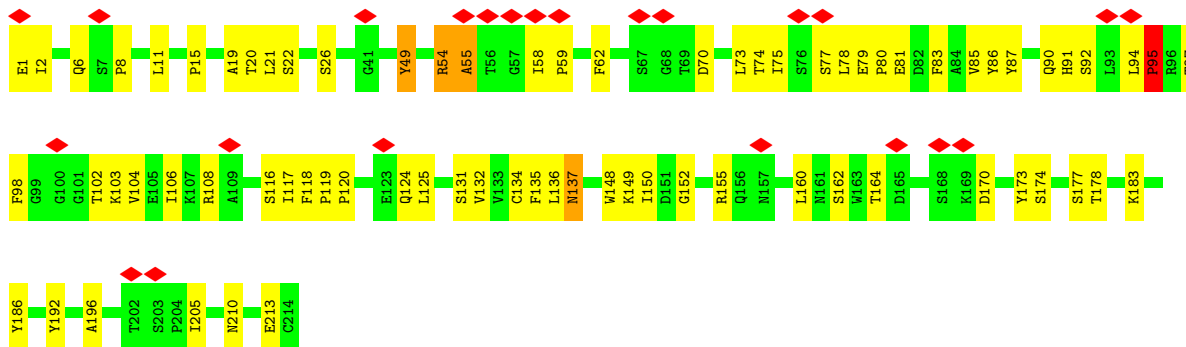 E1 I2 Q6 S7 P8 L11 P15 A19 T20 L21 S22 S26 G41 Y49 R54 A55 T56 G57 I58 P59 F62 S67 G68 T69 D70 L73 T74 I75 S76 S77 L78 E79 P80 E81 D82 F83 A84 V85 Y86 Y87 Q90 H91 S92 L93 L94 P95 R96
F98 G99 G100 G101 T102 K103 V104 E105 I106 K107 R108 A109 S116 I117 F118 P119 P120 E123 Q124 L125 S131 V132 V133 C134 F135 L136 N137 W148 K149 I150 D151 G152 R155 Q156 N157 L160 N161 S162 W163 T164 D165 S168 K169 D170 Y173 S174 S177 T178 K183
Y186 Y192 A196 T202 S203 P204 I205 N210 E213 C214